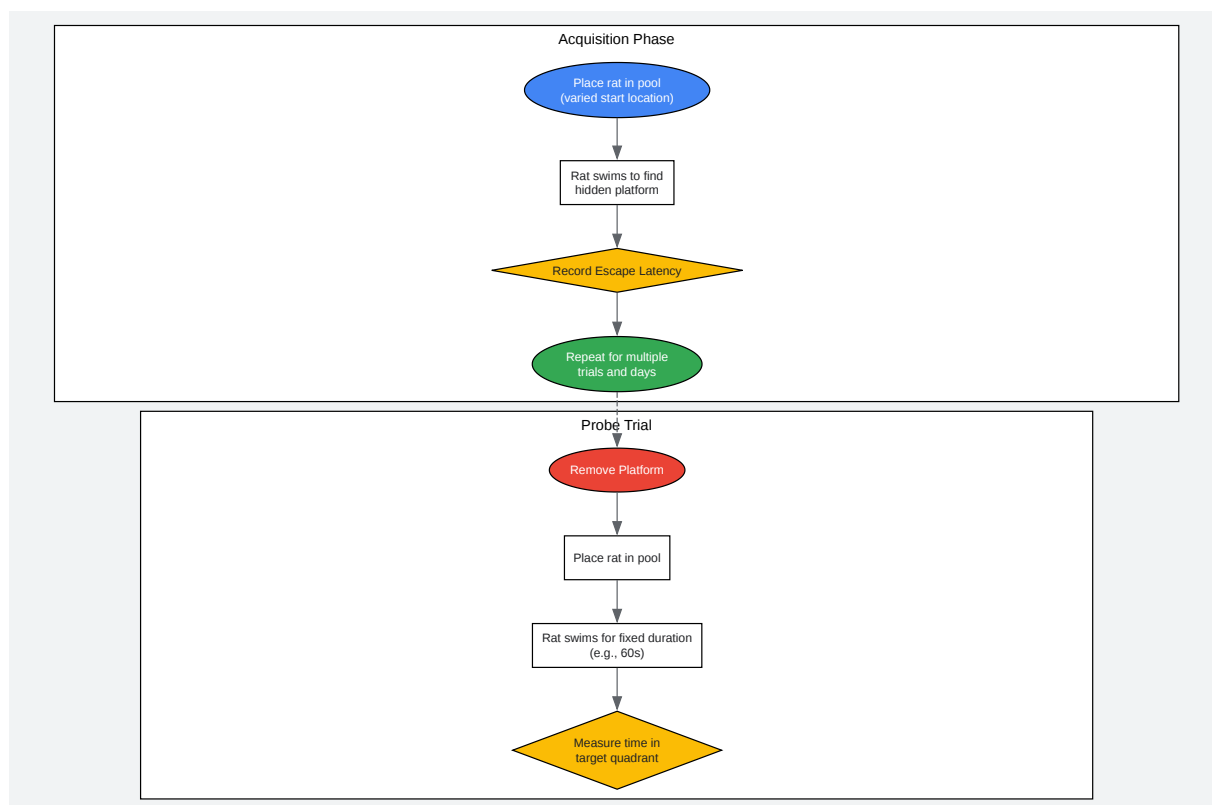 Acquisition Phase
Place rat in pool
(varied start location)
Rat swims to find
hidden platform
Record Escape Latency
Repeat for multiple
trials and days
Probe Trial
Remove Platform
Place rat in pool
Rat swims for fixed duration
(e.g., 60s)
Measure time in
target quadrant